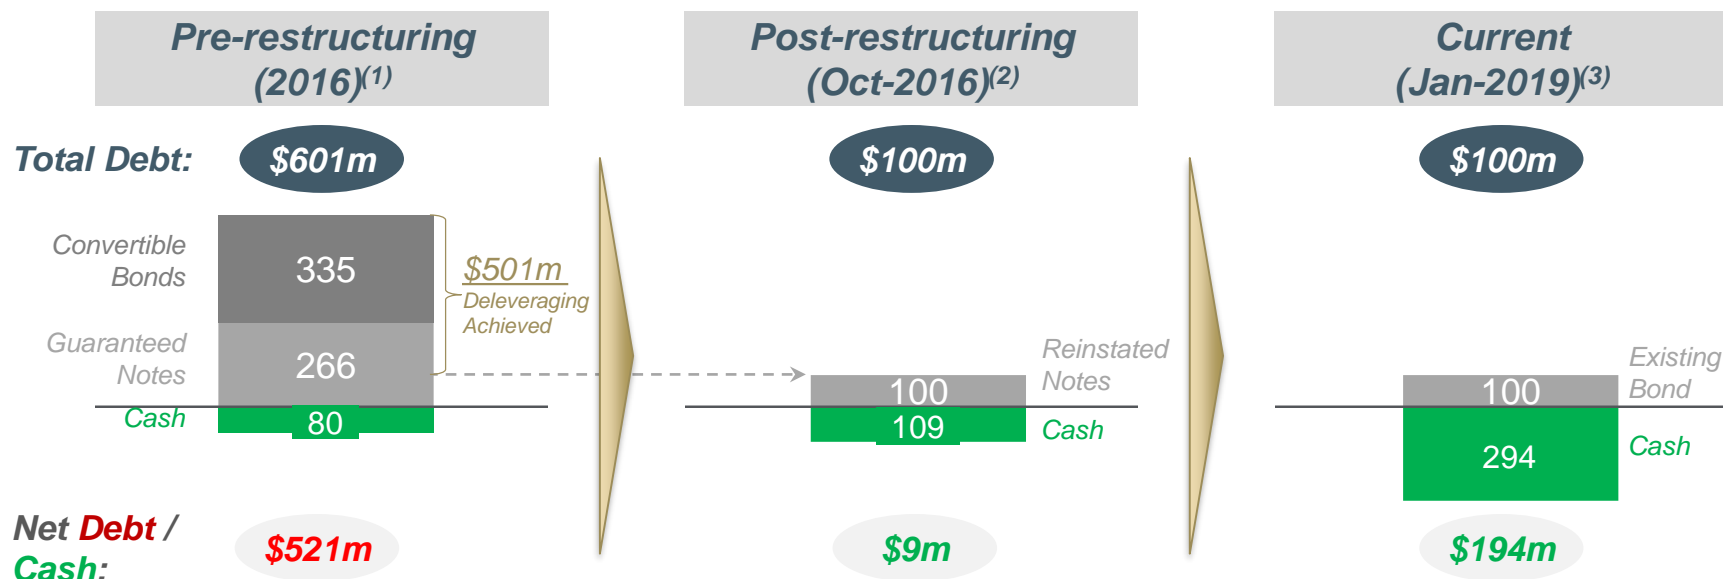 Pre-restructuring
(2016)(1)
Post-restructuring
(Oct-2016)(2)
Current
(Jan-2019)(3)
Total Debt:
$601m
$100m
$100m
Convertible
Bonds
335
$501m
Deleveraging
Achieved
Guaranteed
Notes
266
Reinstated
Notes
100
Existing
Bond
100
Cash
80
109
Cash
294
Cash
Net Debt /
Cash:
$521m
$9m
$194m